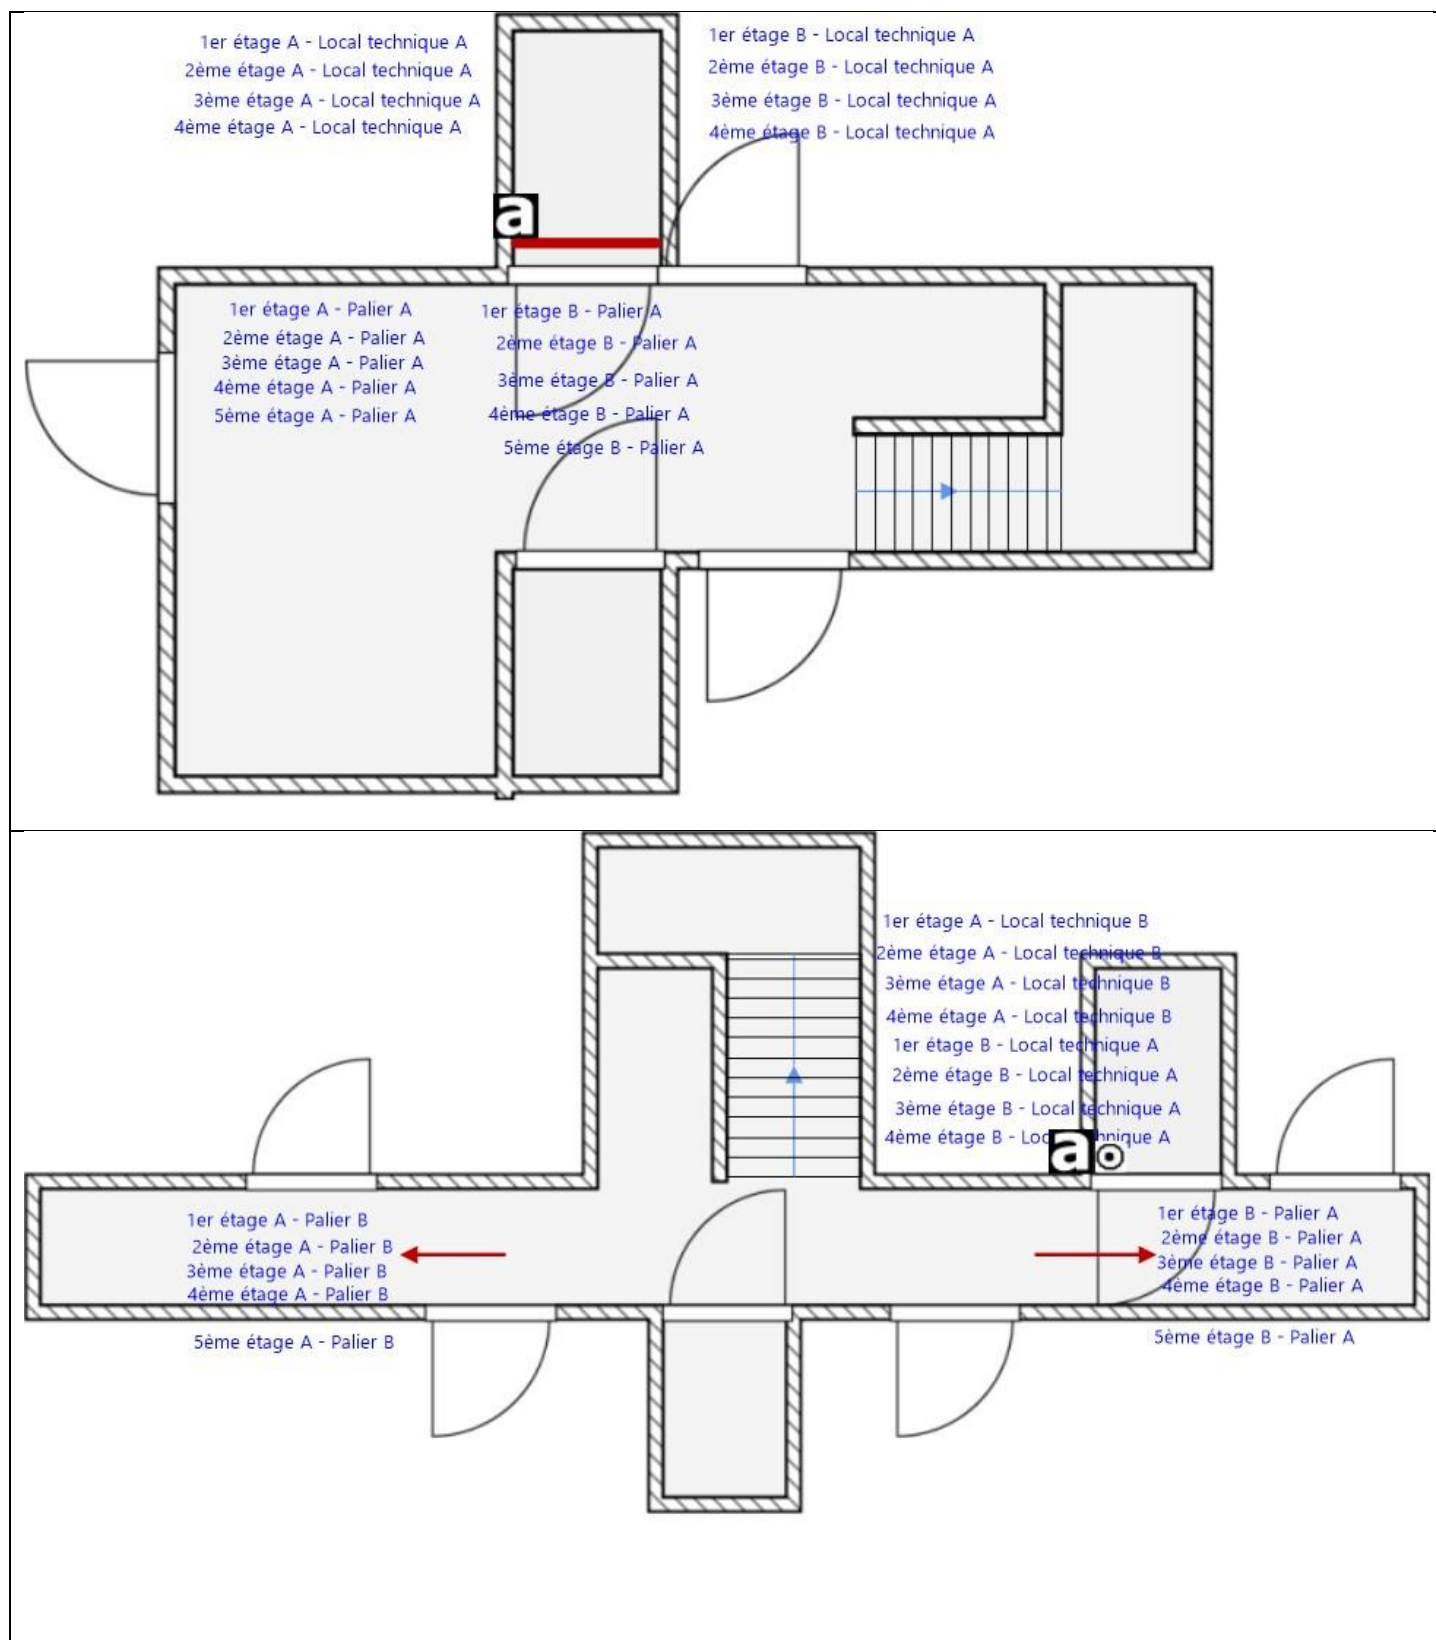 1er étage A - Local technique A
2ème étage A - Local technique A
3ème étage A - Local technique A
4ème étage A - Local technique A
1er étage B - Local technique A
2ème étage B - Local technique A
3ème étage B - Local technique A
4ème étage B - Local technique A
a
1er étage A - Palier A
2ème étage A - Palier A
3ème étage A - Palier A
4ème étage A - Palier A
5ème étage A - Palier A
1er étage B - Palier A
2ème étage B - Palier A
3ème étage B - Palier A
4ème étage B - Palier A
5ème étage B - Palier A
1er étage A - Local technique B
2ème étage A - Local technique B
3ème étage A - Local technique B
4ème étage A - Local technique B
1er étage B - Local technique A
2ème étage B - Local technique A
3ème étage B - Local technique A
4ème étage B - Local technique A
a
1er étage A - Palier B
2ème étage A - Palier B
3ème étage A - Palier B
4ème étage A - Palier B
5ème étage A - Palier B
1er étage B - Palier A
2ème étage B - Palier A
3ème étage B - Palier A
4ème étage B - Palier A
5ème étage B - Palier A